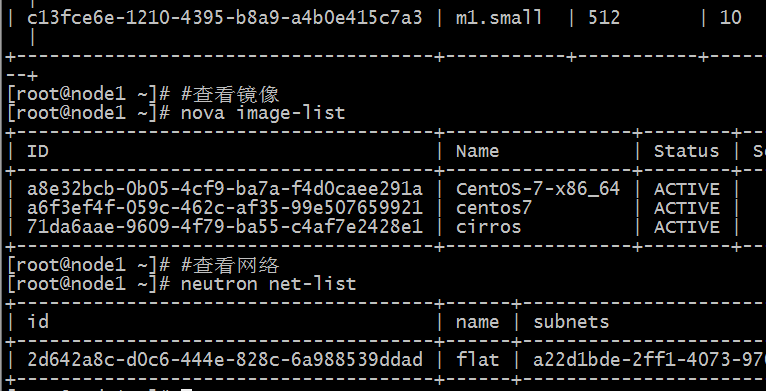 | c13fce6e-1210-4395-b8a9-a4b0e415c7a3 | m1.small | 512 | 10
|
+--------------------------------------+-----------+-----------+------
--+
[root@node1 ~]# #查看镜像
[root@node1 ~]# nova image-list
+--------------------------------------+-----------------+--------+---
| ID | Name | Status | Se
+--------------------------------------+-----------------+--------+---
| a8e32bcb-0b05-4cf9-ba7a-f4d0caee291a | CentOS-7-x86_64 | ACTIVE |
| a6f3ef4f-059c-462c-af35-99e507659921 | centos7 | ACTIVE |
| 71da6aae-9609-4f79-ba55-c4af7e2428e1 | cirros | ACTIVE |
+--------------------------------------+-----------------+--------+---
[root@node1 ~]# #查看网络
[root@node1 ~]# neutron net-list
+--------------------------------------+------+-----------------------
| id | name | subnets
+--------------------------------------+------+-----------------------
| 2d642a8c-d0c6-444e-828c-6a988539ddad | flat | a22d1bde-2ff1-4073-970
+--------------------------------------+------+-----------------------